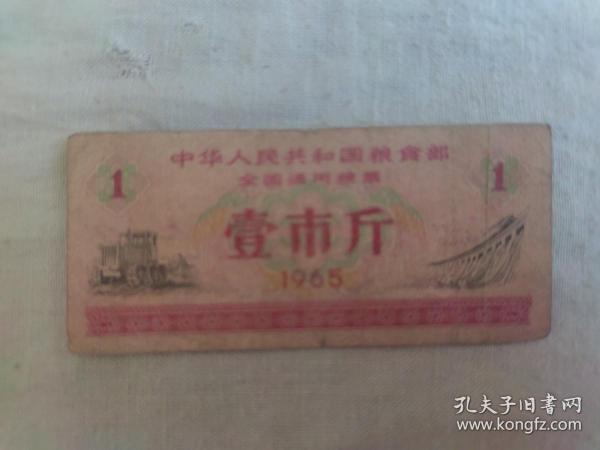 中华人民共和国粮食部
全国通用粮票
1 1
壹市斤
1965
孔夫子旧书网
www.kongfz.com